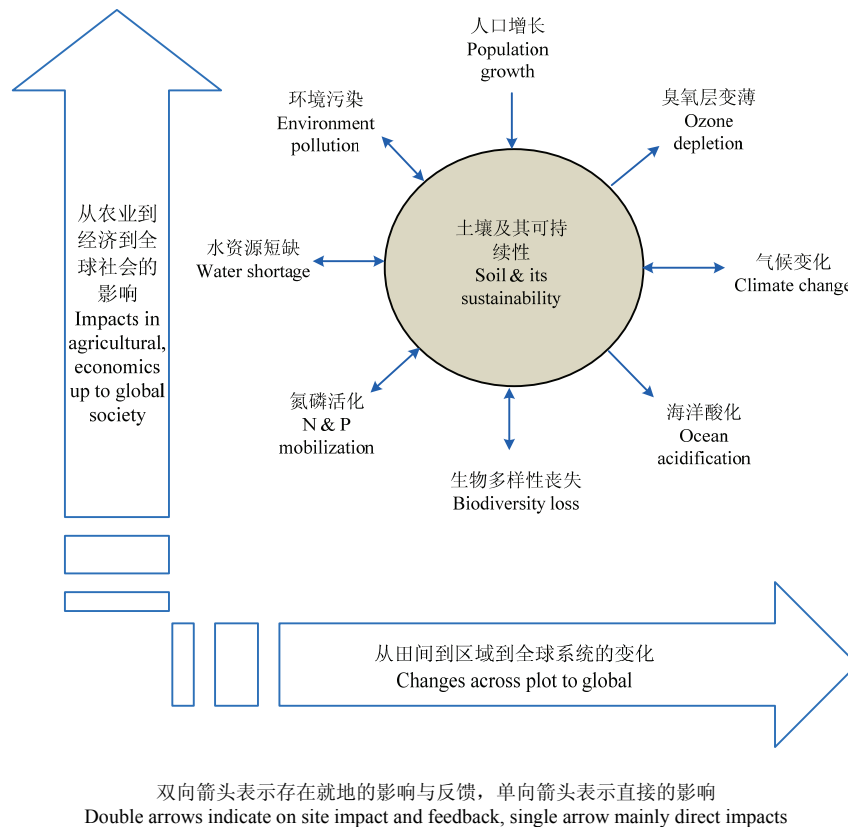 人口增长
Population
growth
环境污染
Environment
pollution
臭氧层变薄
Ozone
depletion
从农业到
经济到全
球社会的
影响
Impacts in
agricultural,
economics
up to global
society
土壤及其可持
续性
Soil & its
sustainability
水资源短缺
Water shortage
气候变化
Climate change
氮磷活化
N & P
mobilization
海洋酸化
Ocean
acidification
生物多样性丧失
Biodiversity loss
从田间到区域到全球系统的变化
Changes across plot to global
双向箭头表示存在就地的影响与反馈，单向箭头表示直接的影响
Double arrows indicate on site impact and feedback, single arrow mainly direct impacts